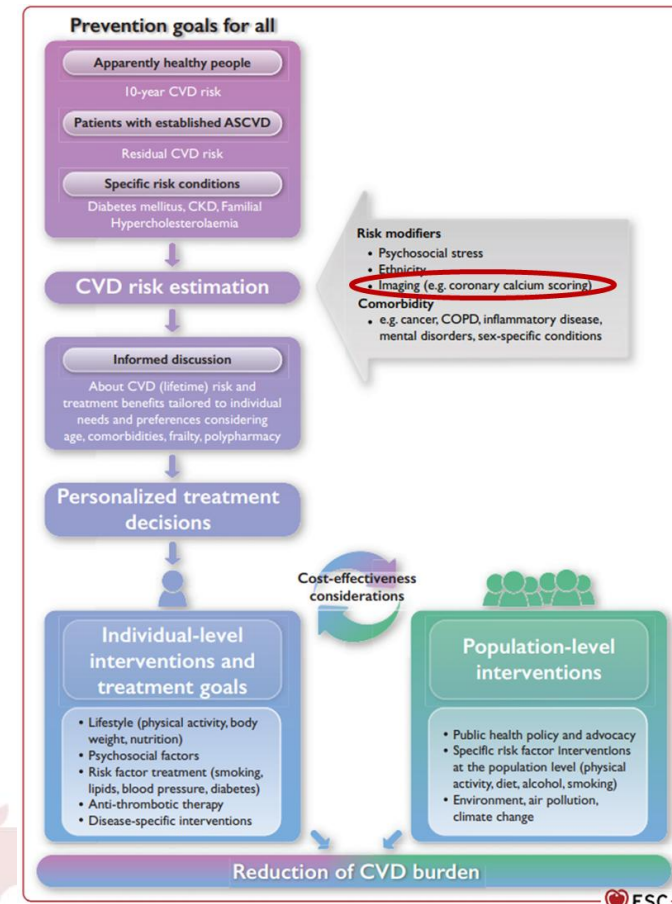 Prevention goals for all
Apparently healthy people
10-year CVD risk
Patients with established ASCVD
Residual CVD risk
Specific risk conditions
Diabetes mellitus, CKD, Familial
Hypercholesterolaemia
CVD risk estimation
Risk modifiers
• Psychosocial stress
• Ethnicity
• Imaging (e.g. coronary calcium scoring)
Comorbidity
• e.g. cancer, COPD, inflammatory disease,
mental disorders, sex-specific conditions
Informed discussion
About CVD (lifetime) risk and
treatment benefits tailored to individual
needs and preferences considering
age, comorbidities, frailty, polypharmacy
Personalized treatment
decisions
Cost-effectiveness
considerations
Individual-level
interventions and
treatment goals
• Lifestyle (physical activity, body
weight, nutrition)
• Psychosocial factors
• Risk factor treatment (smoking,
lipids, blood pressure, diabetes)
• Anti-thrombotic therapy
• Disease-specific interventions
Population-level
interventions
• Public health policy and advocacy
• Specific risk factor interventions
at the population level (physical
activity, diet, alcohol, smoking)
• Environment, air pollution,
climate change
Reduction of CVD burden
ESC